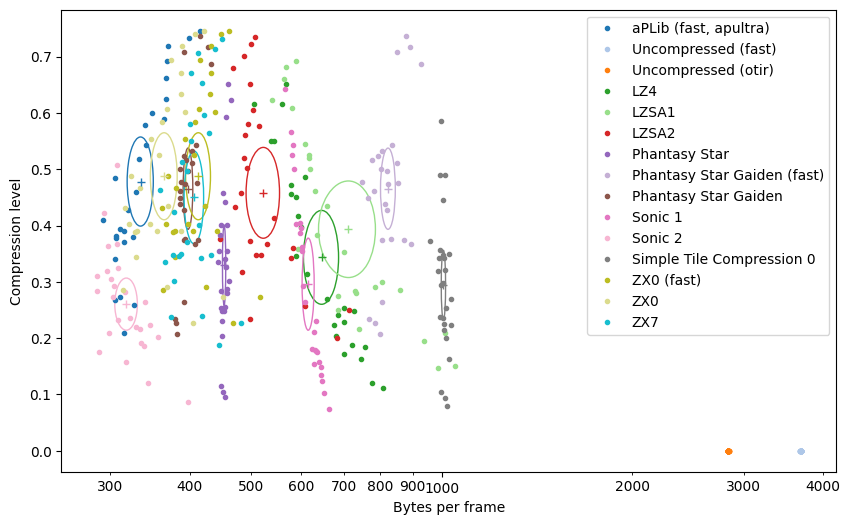 0.7
0.6
0.5
0.4
0.3
0.2
0.1
0.0
Compression level
300
400
500
600
700
800
900
1000
2000
3000
4000
Bytes per frame
aPLib (fast, apultra)
Uncompressed (fast)
Uncompressed (otir)
LZ4
LZSA1
LZSA2
Phantasy Star
Phantasy Star Gaiden (fast)
Phantasy Star Gaiden
Sonic 1
Sonic 2
Simple Tile Compression 0
ZX0 (fast)
ZX0
ZX7